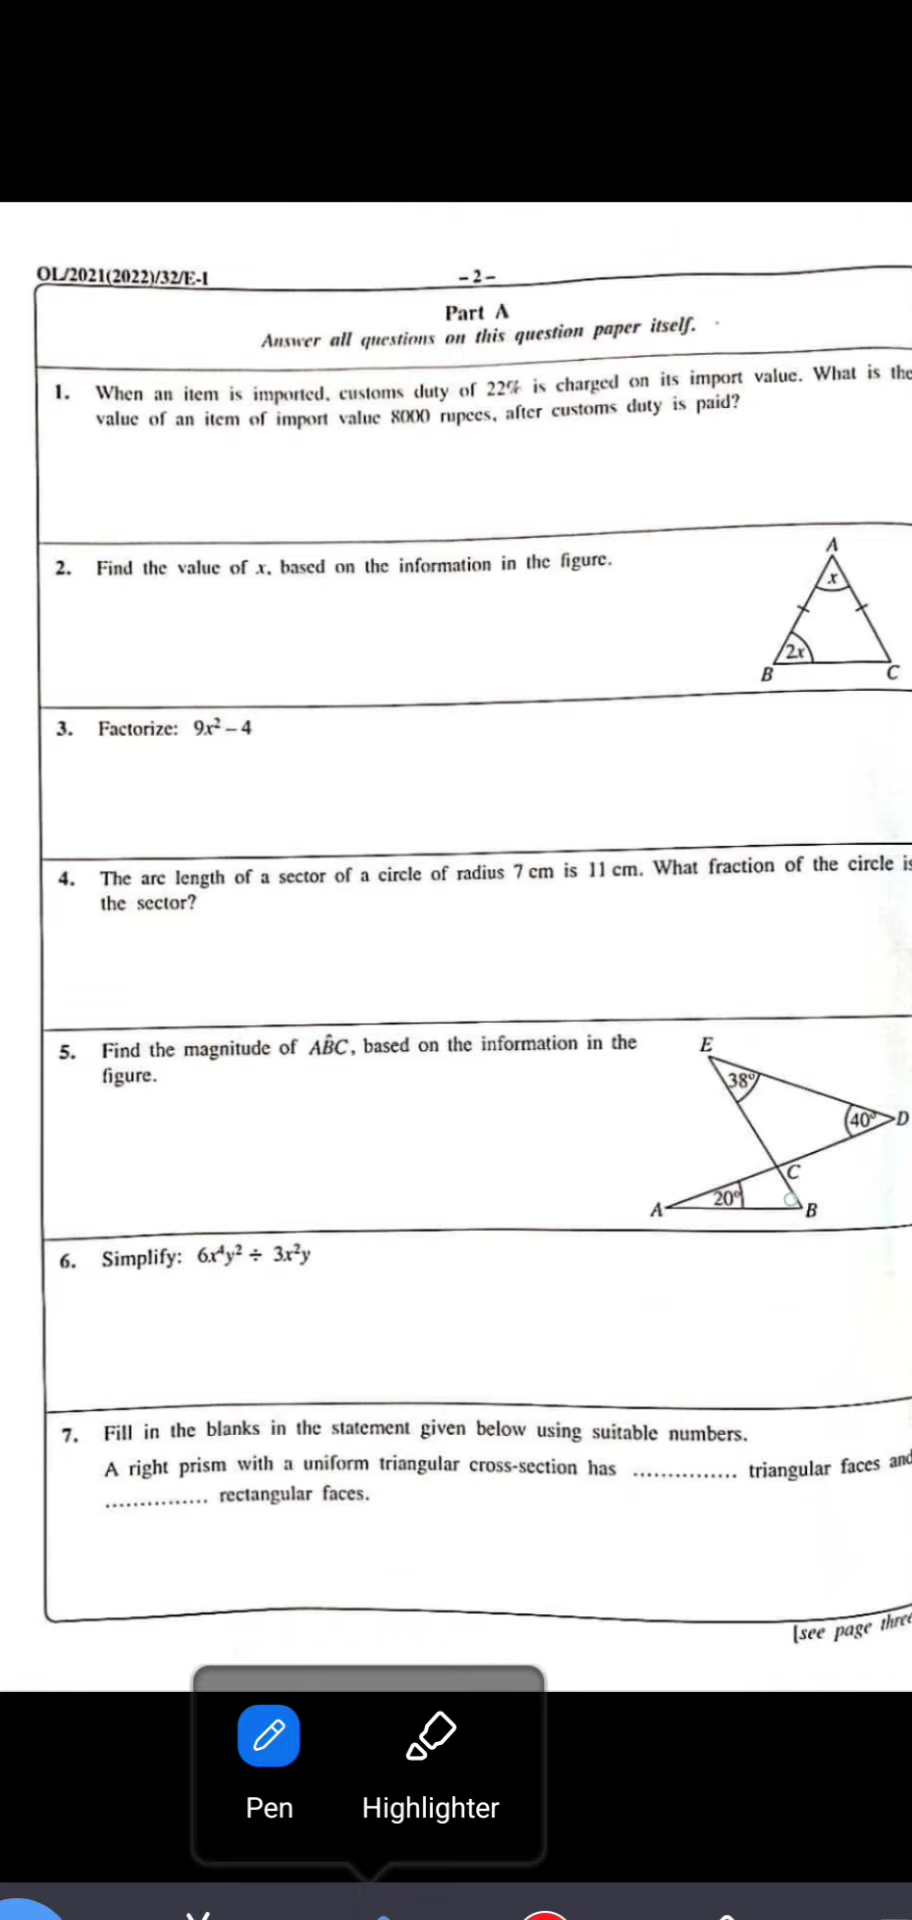 OL/2021(2022)/32/E-I
- 2 -
Part A
Answer all questions on this question paper itself.
1. When an item is imported, customs duty of 22% is charged on its import value. What is the
value of an item of import value 8000 rupees, after customs duty is paid?
2. Find the value of x, based on the information in the figure.
A
x
2x
B
C
3. Factorize: 9x² – 4
4. The arc length of a sector of a circle of radius 7 cm is 11 cm. What fraction of the circle is
the sector?
5. Find the magnitude of AB̂C, based on the information in the
figure.
E
38°
40°
D
C
20°
A
B
6. Simplify: 6x⁴y² ÷ 3x²y
7. Fill in the blanks in the statement given below using suitable numbers.
A right prism with a uniform triangular cross-section has .............. triangular faces and
.............. rectangular faces.
[see page three
Pen
Highlighter